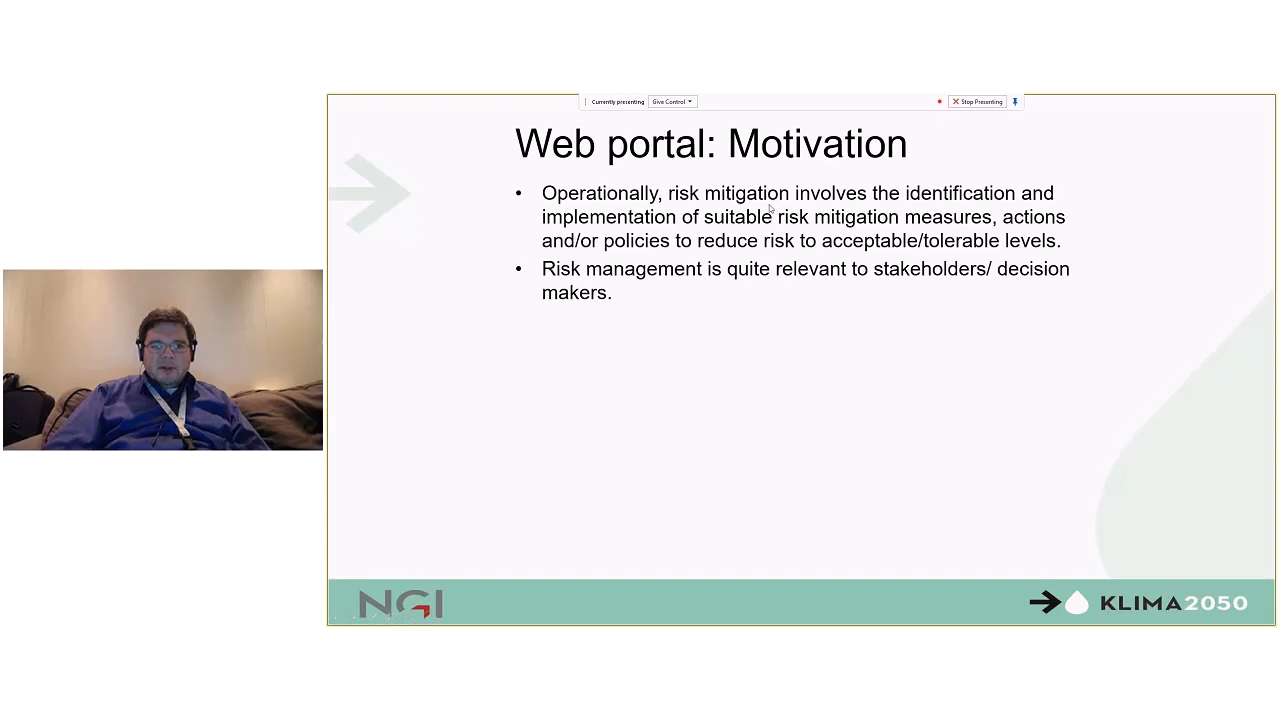 Currently presenting Give Control Stop Presenting
Web portal: Motivation
• Operationally, risk mitigation involves the identification and
implementation of suitable risk mitigation measures, actions
and/or policies to reduce risk to acceptable/tolerable levels.
• Risk management is quite relevant to stakeholders/ decision
makers.
NGI
KLIMA2050